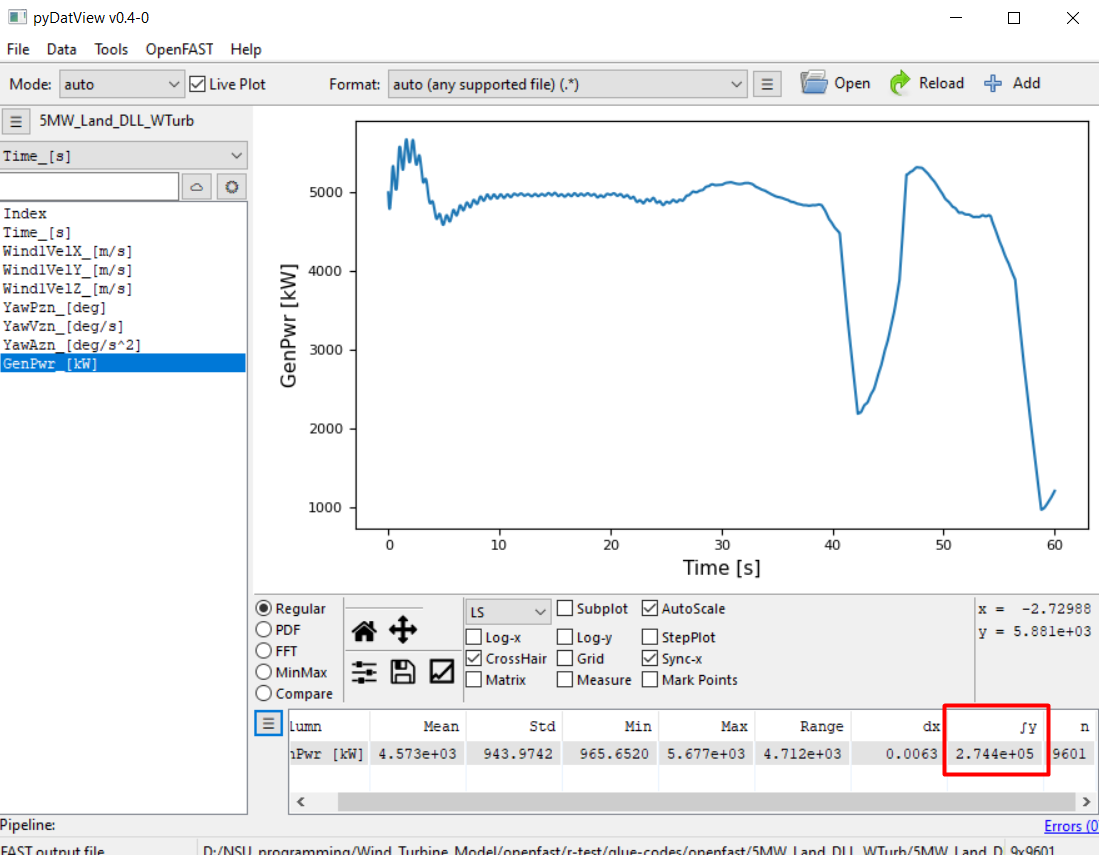 pyDatView v0.4-0
File Data Tools OpenFAST Help
Mode: auto Live Plot Format: auto (any supported file) (.*) Open Reload Add
5MW_Land_DLL_WTurb
Time_[s]
Index
Time_[s]
Wind1VelX_[m/s]
Wind1VelY_[m/s]
Wind1VelZ_[m/s]
YawPzn_[deg]
YawVzn_[deg/s]
YawAzn_[deg/s^2]
GenPwr_[kW]
GenPwr [kW]
5000
4000
3000
2000
1000
0 10 20 30 40 50 60
Time [s]
Regular
PDF
FFT
MinMax
Compare
LS Subplot AutoScale
Log-x Log-y StepPlot
CrossHair Grid Sync-x
Matrix Measure Mark Points
x = -2.72988
y = 5.881e+03
lumn Mean Std Min Max Range dx ∫y n
nPwr [kW] 4.573e+03 943.9742 965.6520 5.677e+03 4.712e+03 0.0063 2.744e+05 9601
Pipeline: Errors (0
FAST output file D:/NSU_programming/Wind_Turbine_Model/openfast/r-test/glue-codes/openfast/5MW_Land_DLL_WTurb/5MW_Land_D 9x9601